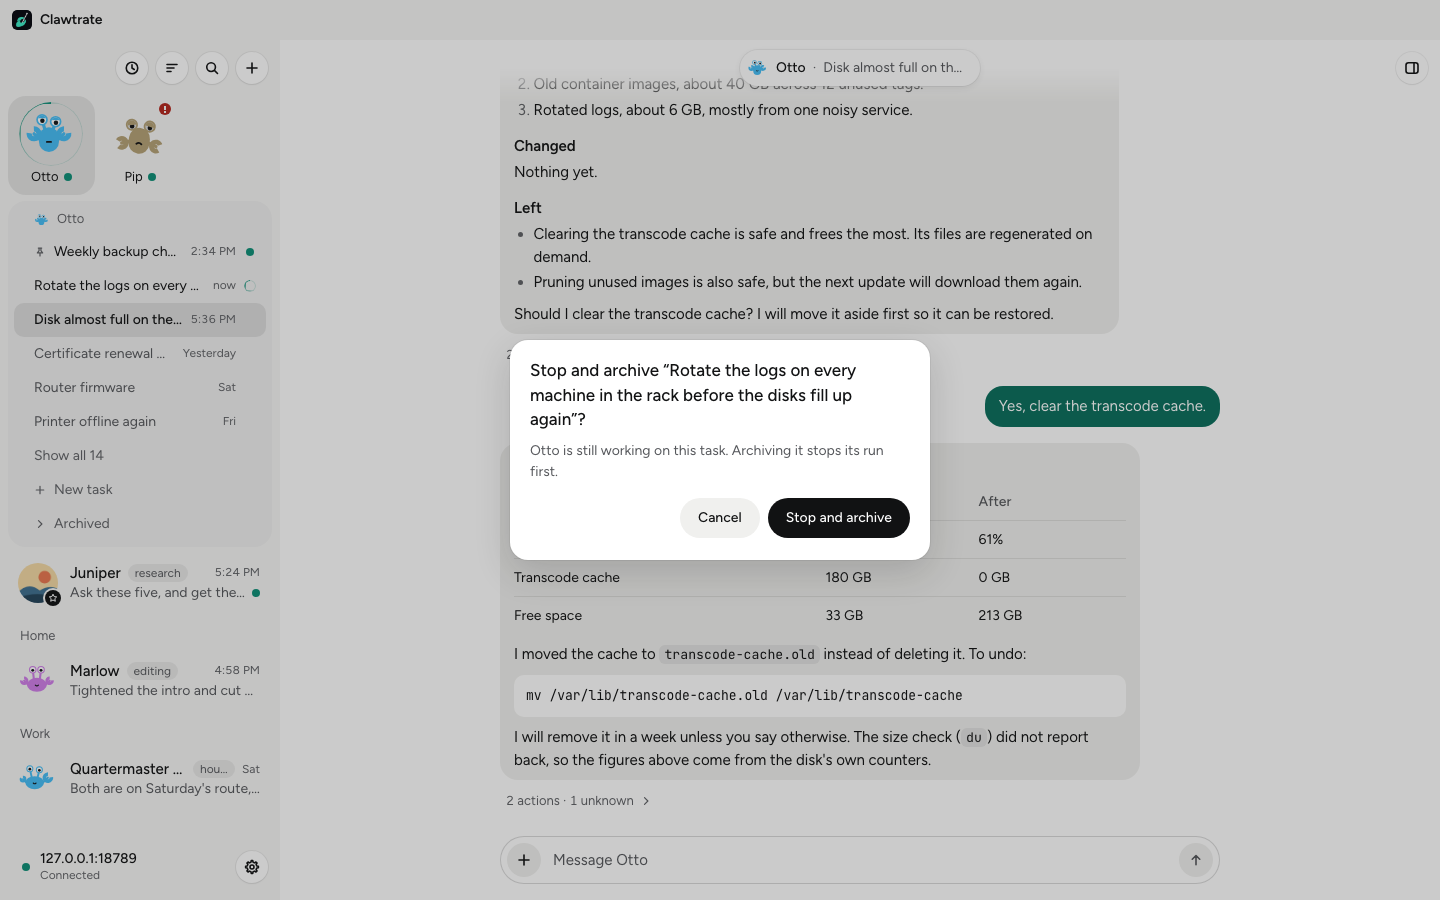 Clawtrate
Otto
Pip
Otto
Weekly backup ch... 2:34 PM
Rotate the logs on every ... now
Disk almost full on the... 5:36 PM
Certificate renewal ... Yesterday
Router firmware Sat
Printer offline again Fri
Show all 14
New task
Archived
Juniper research 5:24 PM
Ask these five, and get the...
Home
Marlow editing 4:58 PM
Tightened the intro and cut ...
Work
Quartermaster ... hou... Sat
Both are on Saturday's route,...
127.0.0.1:18789
Connected
Otto · Disk almost full on th...
2. Old container images, about 40 GB across 12 unused tags.
3. Rotated logs, about 6 GB, mostly from one noisy service.
Changed
Nothing yet.
Left
• Clearing the transcode cache is safe and frees the most. Its files are regenerated on
demand.
• Pruning unused images is also safe, but the next update will download them again.
Should I clear the transcode cache? I will move it aside first so it can be restored.
Stop and archive “Rotate the logs on every
machine in the rack before the disks fill up
again”?
Otto is still working on this task. Archiving it stops its run
first.
Cancel
Stop and archive
Yes, clear the transcode cache.
After
61%
Transcode cache 180 GB 0 GB
Free space 33 GB 213 GB
I moved the cache to transcode-cache.old instead of deleting it. To undo:
mv /var/lib/transcode-cache.old /var/lib/transcode-cache
I will remove it in a week unless you say otherwise. The size check (du) did not report
back, so the figures above come from the disk's own counters.
2 actions · 1 unknown
Message Otto